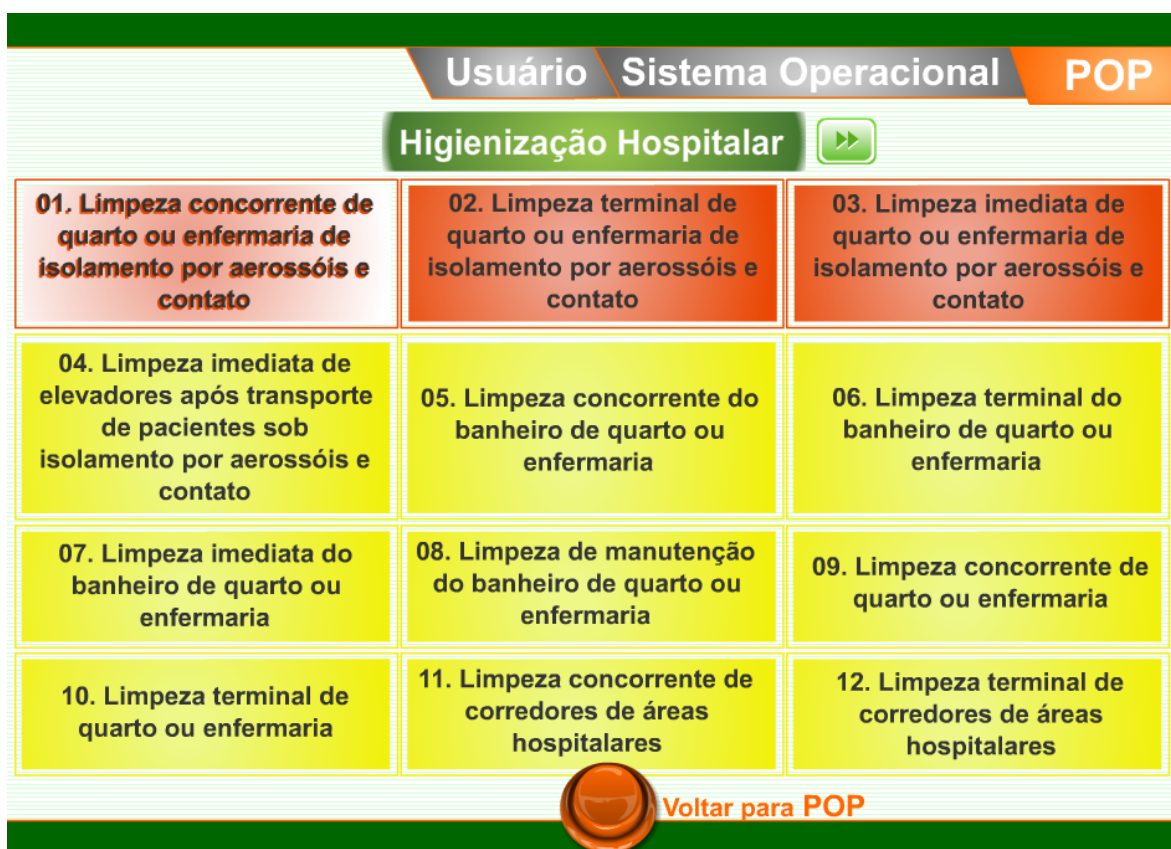 Usuário
Sistema Operacional
POP
Higienização Hospitalar
01. Limpeza concorrente de
quarto ou enfermaria de
isolamento por aerossóis e
contato
02. Limpeza terminal de
quarto ou enfermaria de
isolamento por aerossóis e
contato
03. Limpeza imediata de
quarto ou enfermaria de
isolamento por aerossóis e
contato
04. Limpeza imediata de
elevadores após transporte
de pacientes sob
isolamento por aerossóis e
contato
05. Limpeza concorrente do
banheiro de quarto ou
enfermaria
06. Limpeza terminal do
banheiro de quarto ou
enfermaria
07. Limpeza imediata do
banheiro de quarto ou
enfermaria
08. Limpeza de manutenção
do banheiro de quarto ou
enfermaria
09. Limpeza concorrente de
quarto ou enfermaria
10. Limpeza terminal de
quarto ou enfermaria
11. Limpeza concorrente de
corredores de áreas
hospitalares
12. Limpeza terminal de
corredores de áreas
hospitalares
Voltar para POP